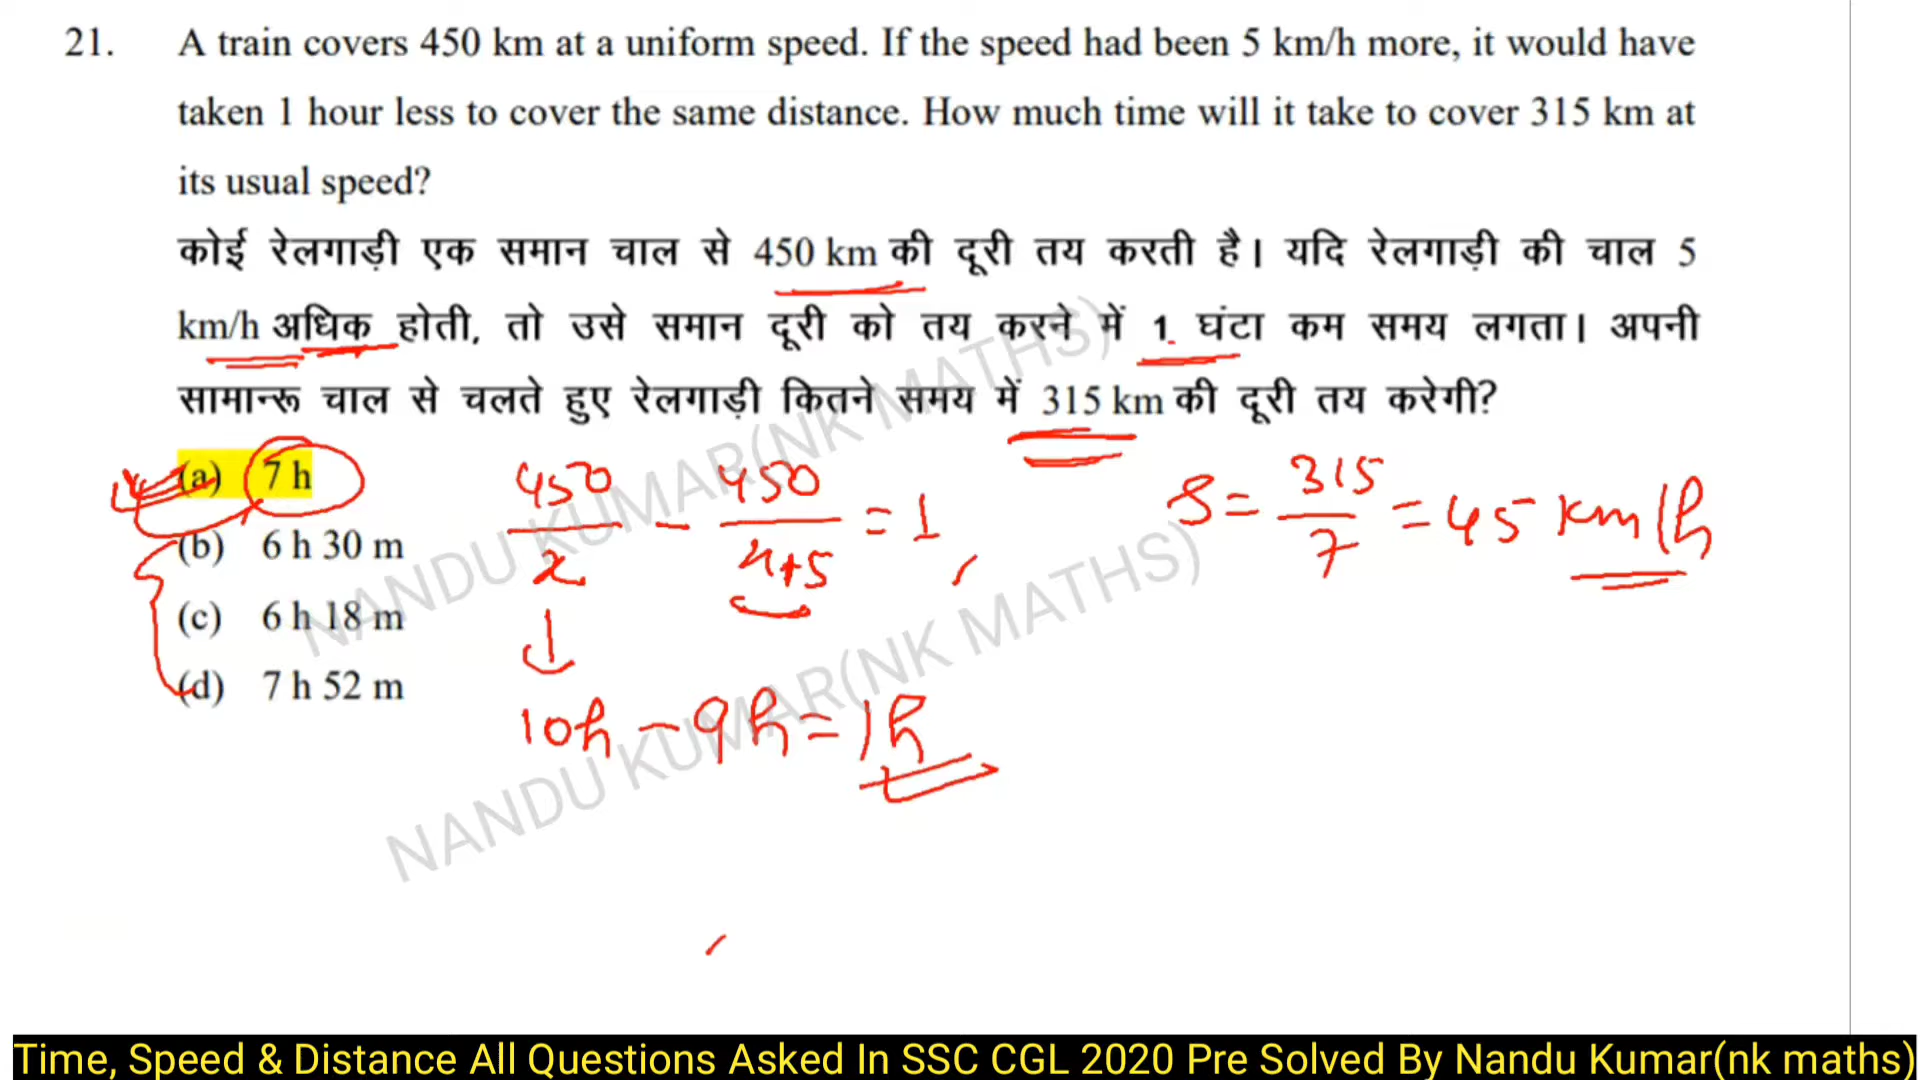 21. A train covers 450 km at a uniform speed. If the speed had been 5 km/h more, it would have
taken 1 hour less to cover the same distance. How much time will it take to cover 315 km at
its usual speed?
कोई रेलगाड़ी एक समान चाल से 450 km की दूरी तय करती है। यदि रेलगाड़ी की चाल 5
km/h अधिक होती, तो उसे समान दूरी को तय करने में 1 घंटा कम समय लगता। अपनी
सामान्रू चाल से चलते हुए रेलगाड़ी कितने समय में 315 km की दूरी तय करेगी?
(a) 7 h
(b) 6 h 30 m
(c) 6 h 18 m
(d) 7 h 52 m
450/x - 450/x+5 = 1
10h - 9h = 1h
S = 315/7 = 45 km/h
NANDU KUMAR(NK MATHS)
NANDU KUMAR(NK MATHS)
Time, Speed & Distance All Questions Asked In SSC CGL 2020 Pre Solved By Nandu Kumar(nk maths)